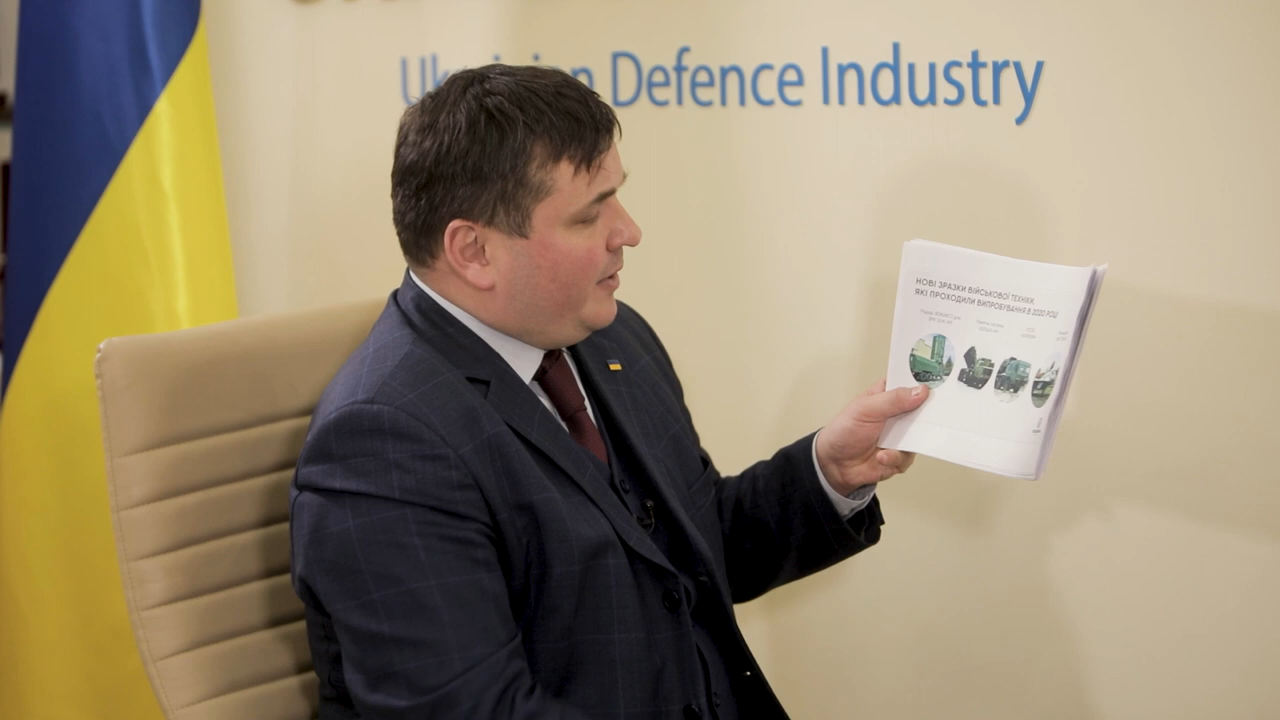 Ukrainian Defence Industry
НОВІ ЗРАЗКИ ВІЙСЬКОВОЇ ТЕХНІКИ,
ЯКІ ПРОХОДИЛИ ВИПРОБУВАННЯ В 2020 РОЦІ